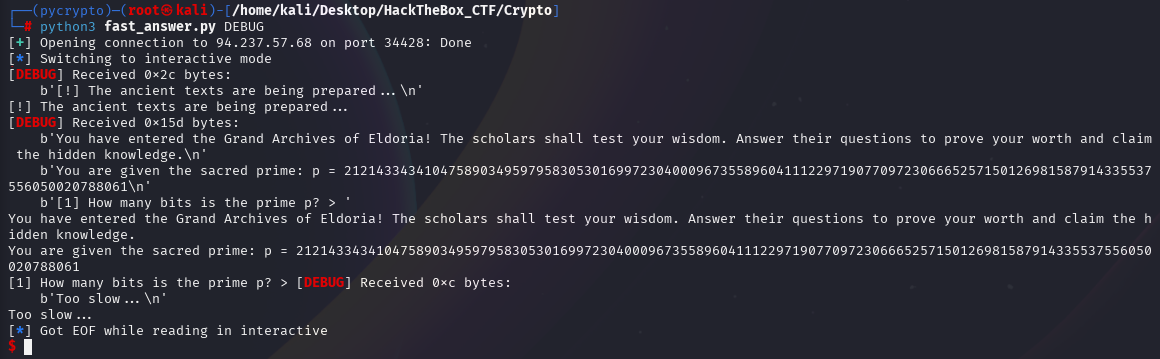 ┌──(pycrypto)─(root㉿kali)-[/home/kali/Desktop/HackTheBox_CTF/Crypto]
└─# python3 fast_answer.py DEBUG
[+] Opening connection to 94.237.57.68 on port 34428: Done
[*] Switching to interactive mode
[DEBUG] Received 0×2c bytes:
    b'[!] The ancient texts are being prepared...\n'
[!] The ancient texts are being prepared...
[DEBUG] Received 0×15d bytes:
    b'You have entered the Grand Archives of Eldoria! The scholars shall test your wisdom. Answer their questions to prove your worth and claim
 the hidden knowledge.\n'
    b'You are given the sacred prime: p = 21214334341047589034959795830530169972304000967355896041112297190770972306665257150126981587914335537
556050020788061\n'
    b'[1] How many bits is the prime p? > '
You have entered the Grand Archives of Eldoria! The scholars shall test your wisdom. Answer their questions to prove your worth and claim the h
idden knowledge.
You are given the sacred prime: p = 21214334341047589034959795830530169972304000967355896041112297190770972306665257150126981587914335537556050
020788061
[1] How many bits is the prime p? > [DEBUG] Received 0×c bytes:
    b'Too slow...\n'
Too slow...
[*] Got EOF while reading in interactive
$